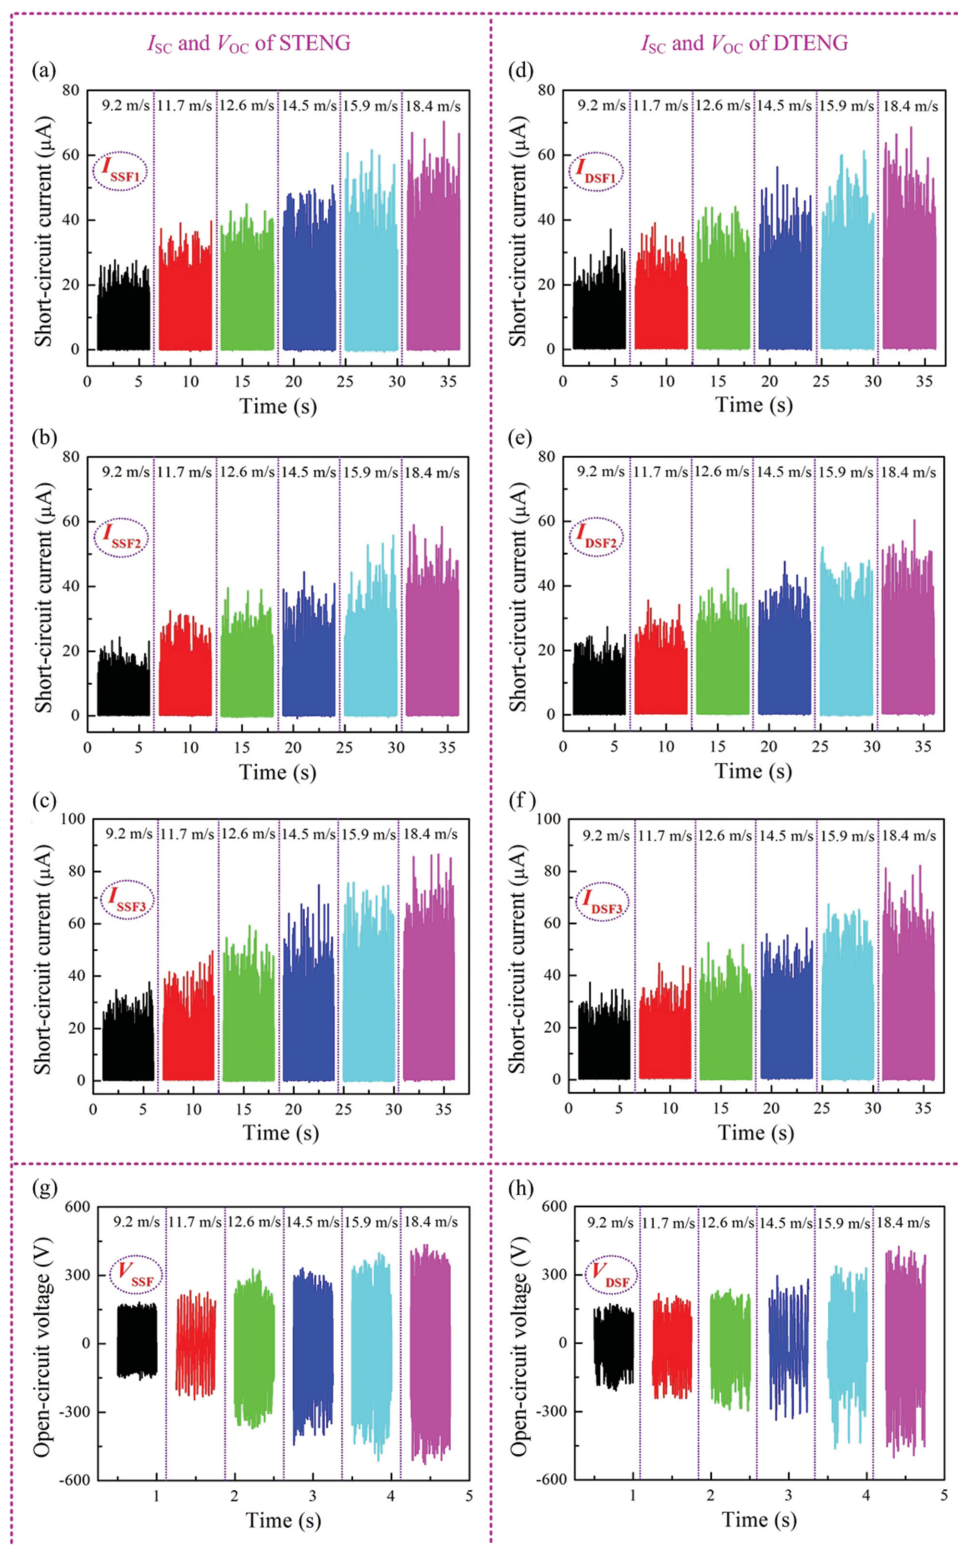 I_SC and V_OC of STENG
I_SC and V_OC of DTENG
(a)
80
60
40
20
0
Short-circuit current (μA)
9.2 m/s 11.7 m/s 12.6 m/s 14.5 m/s 15.9 m/s 18.4 m/s
I_SSF1
0 5 10 15 20 25 30 35
Time (s)
(d)
80
60
40
20
0
Short-circuit current (μA)
9.2 m/s 11.7 m/s 12.6 m/s 14.5 m/s 15.9 m/s 18.4 m/s
I_DSF1
0 5 10 15 20 25 30 35
Time (s)
(b)
80
60
40
20
0
Short-circuit current (μA)
9.2 m/s 11.7 m/s 12.6 m/s 14.5 m/s 15.9 m/s 18.4 m/s
I_SSF2
0 5 10 15 20 25 30 35
Time (s)
(e)
80
60
40
20
0
Short-circuit current (μA)
9.2 m/s 11.7 m/s 12.6 m/s 14.5 m/s 15.9 m/s 18.4 m/s
I_DSF2
0 5 10 15 20 25 30 35
Time (s)
(c)
100
80
60
40
20
0
Short-circuit current (μA)
9.2 m/s 11.7 m/s 12.6 m/s 14.5 m/s 15.9 m/s 18.4 m/s
I_SSF3
0 5 10 15 20 25 30 35
Time (s)
(f)
100
80
60
40
20
0
Short-circuit current (μA)
9.2 m/s 11.7 m/s 12.6 m/s 14.5 m/s 15.9 m/s 18.4 m/s
I_DSF3
0 5 10 15 20 25 30 35
Time (s)
(g)
600
300
0
-300
-600
Open-circuit voltage (V)
9.2 m/s 11.7 m/s 12.6 m/s 14.5 m/s 15.9 m/s 18.4 m/s
V_SSF
1 2 3 4 5
Time (s)
(h)
600
300
0
-300
-600
Open-circuit voltage (V)
9.2 m/s 11.7 m/s 12.6 m/s 14.5 m/s 15.9 m/s 18.4 m/s
V_DSF
1 2 3 4 5
Time (s)